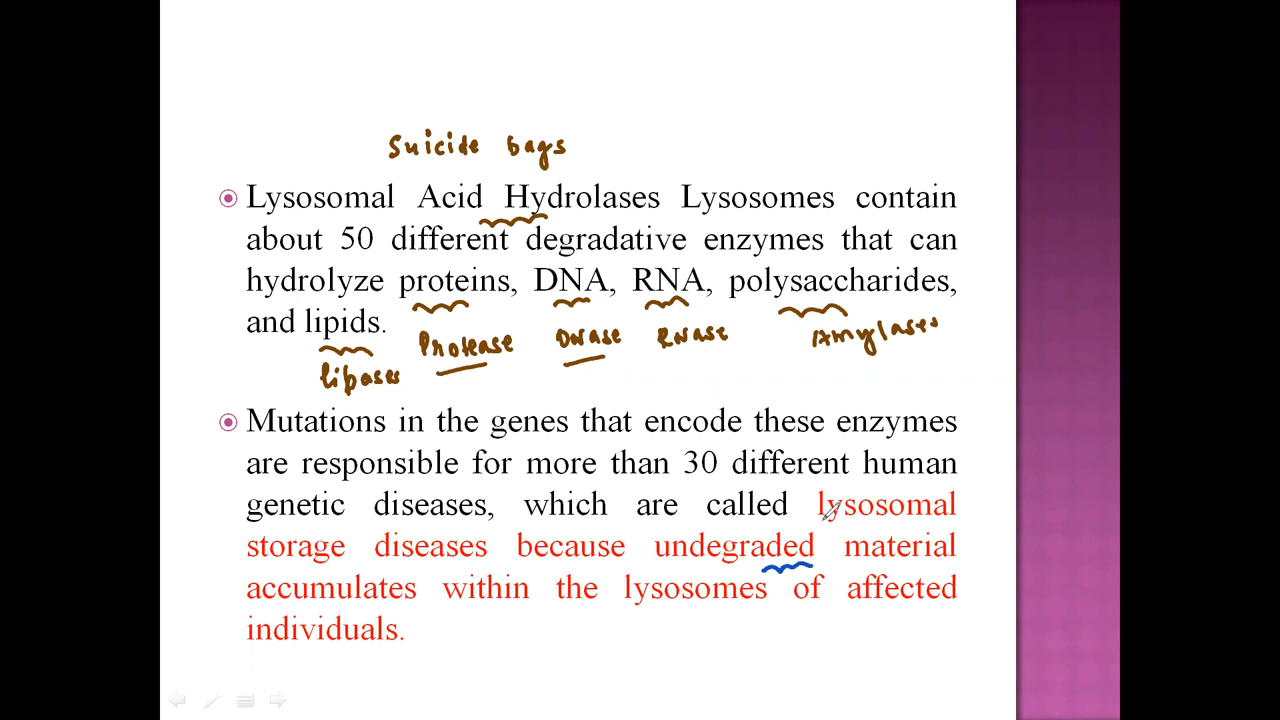 Suicide bags
Lysosomal Acid Hydrolases Lysosomes contain
about 50 different degradative enzymes that can
hydrolyze proteins, DNA, RNA, polysaccharides,
and lipids.
Protease DNase RNase Amylases
lipases
Mutations in the genes that encode these enzymes
are responsible for more than 30 different human
genetic diseases, which are called lysosomal
storage diseases because undegraded material
accumulates within the lysosomes of affected
individuals.